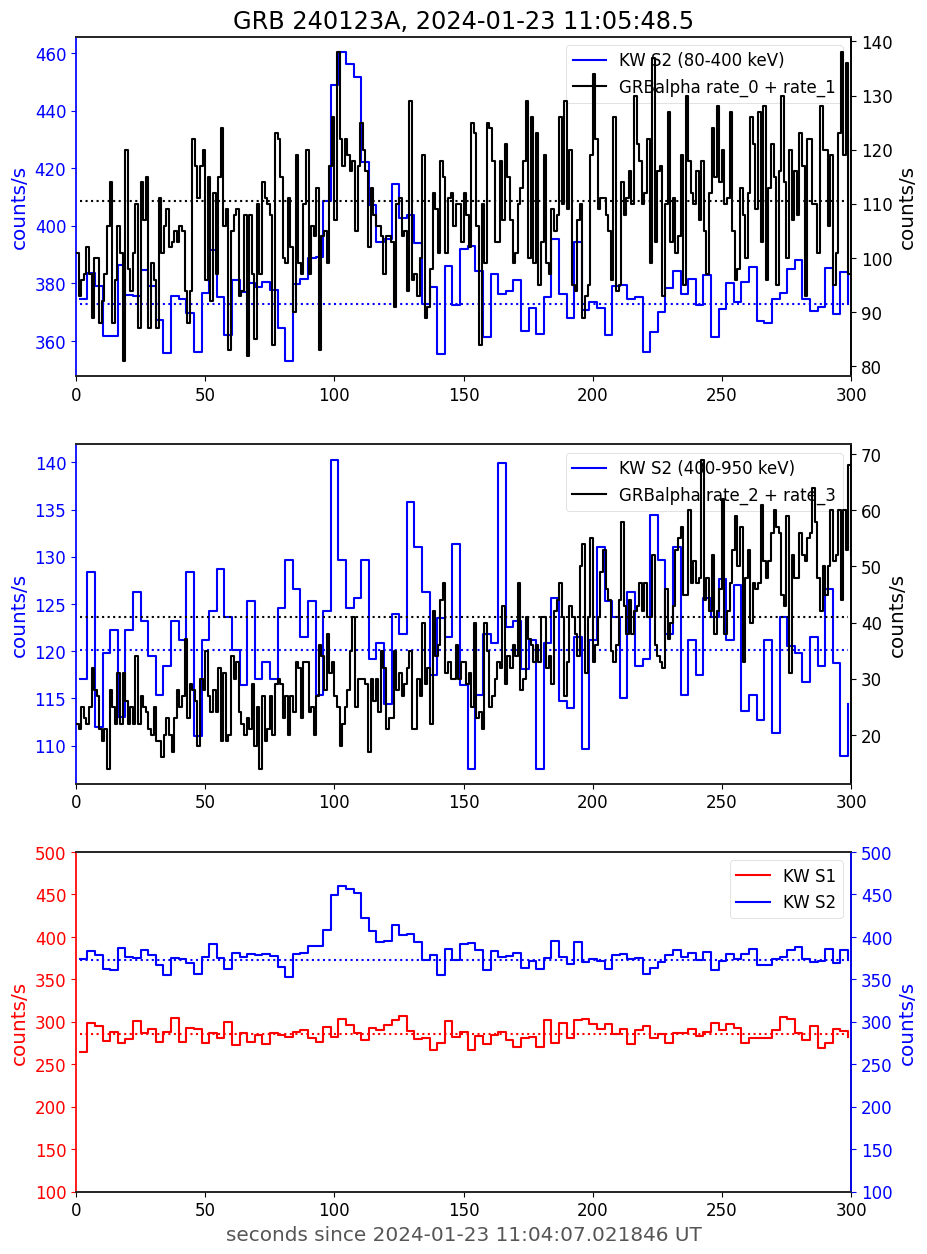 GRB 240123A, 2024-01-23 11:05:48.5
460
440
420
400
380
360
counts/s
KW S2 (80-400 keV)
GRBalpha rate_0 + rate_1
140
130
120
110
100
90
80
counts/s
0 50 100 150 200 250 300
140
135
130
125
120
115
110
counts/s
KW S2 (400-950 keV)
GRBalpha rate_2 + rate_3
70
60
50
40
30
20
counts/s
0 50 100 150 200 250 300
500
450
400
350
300
250
200
150
100
counts/s
KW S1
KW S2
500
450
400
350
300
250
200
150
100
counts/s
0 50 100 150 200 250 300
seconds since 2024-01-23 11:04:07.021846 UT